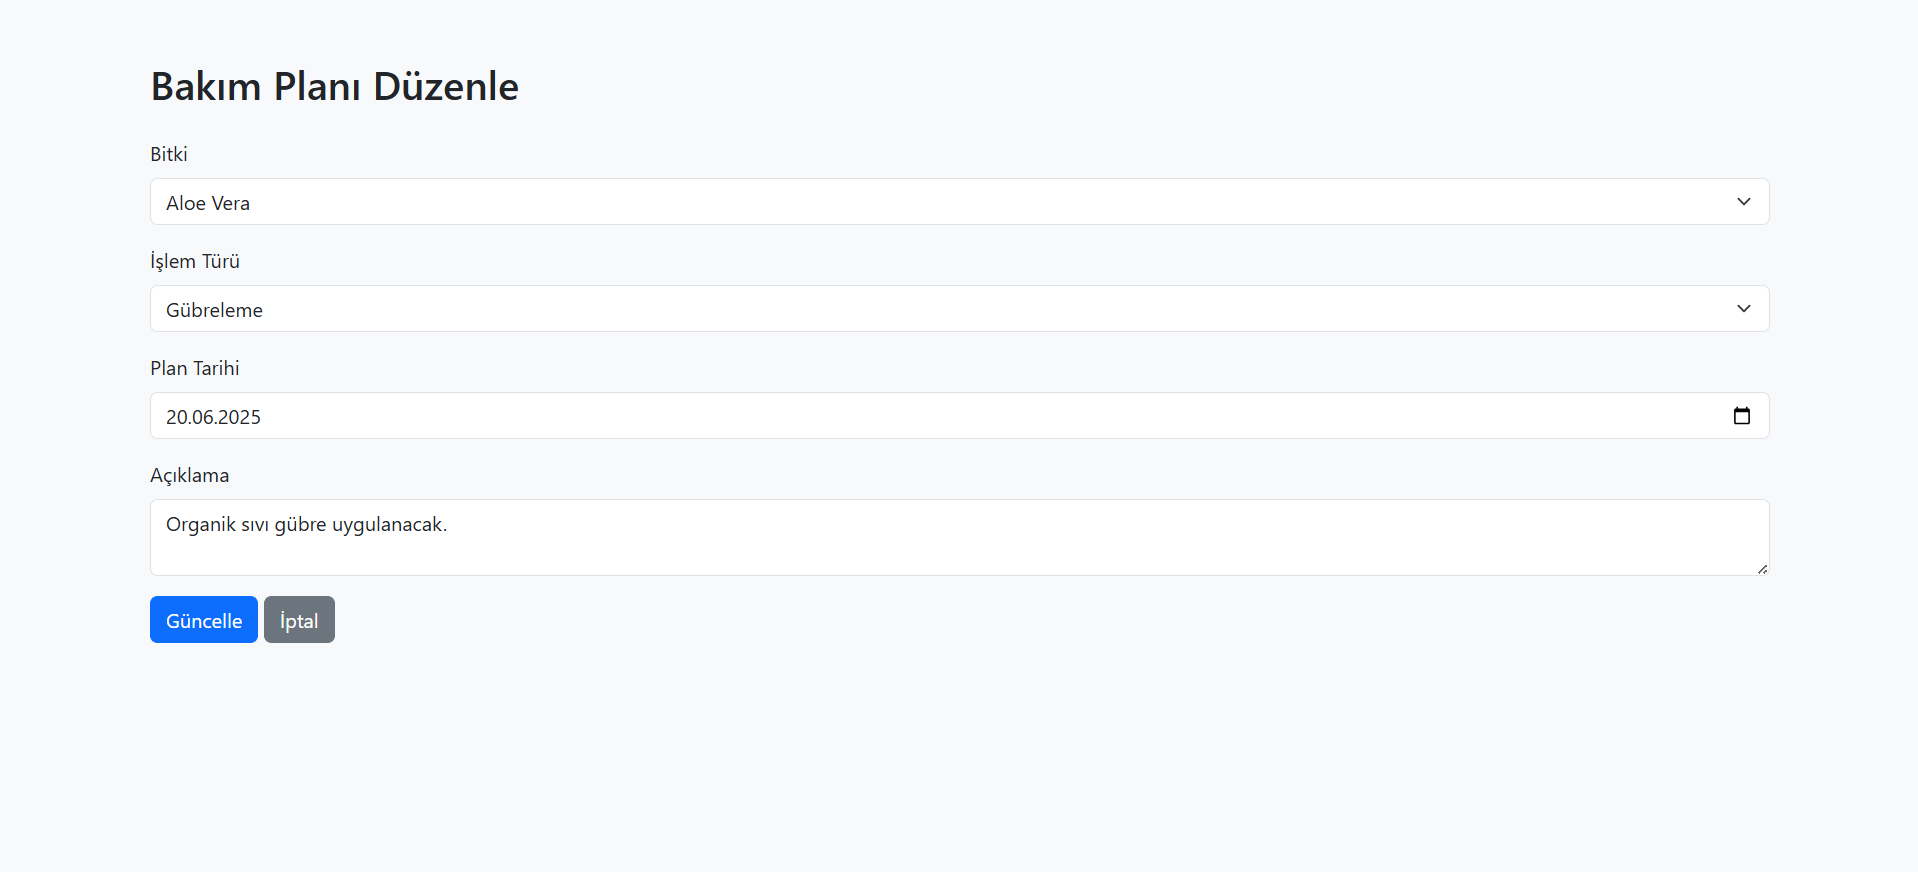 Bakım Planı Düzenle
Bitki
Aloe Vera
İşlem Türü
Gübreleme
Plan Tarihi
20.06.2025
Açıklama
Organik sıvı gübre uygulanacak.
Güncelle İptal